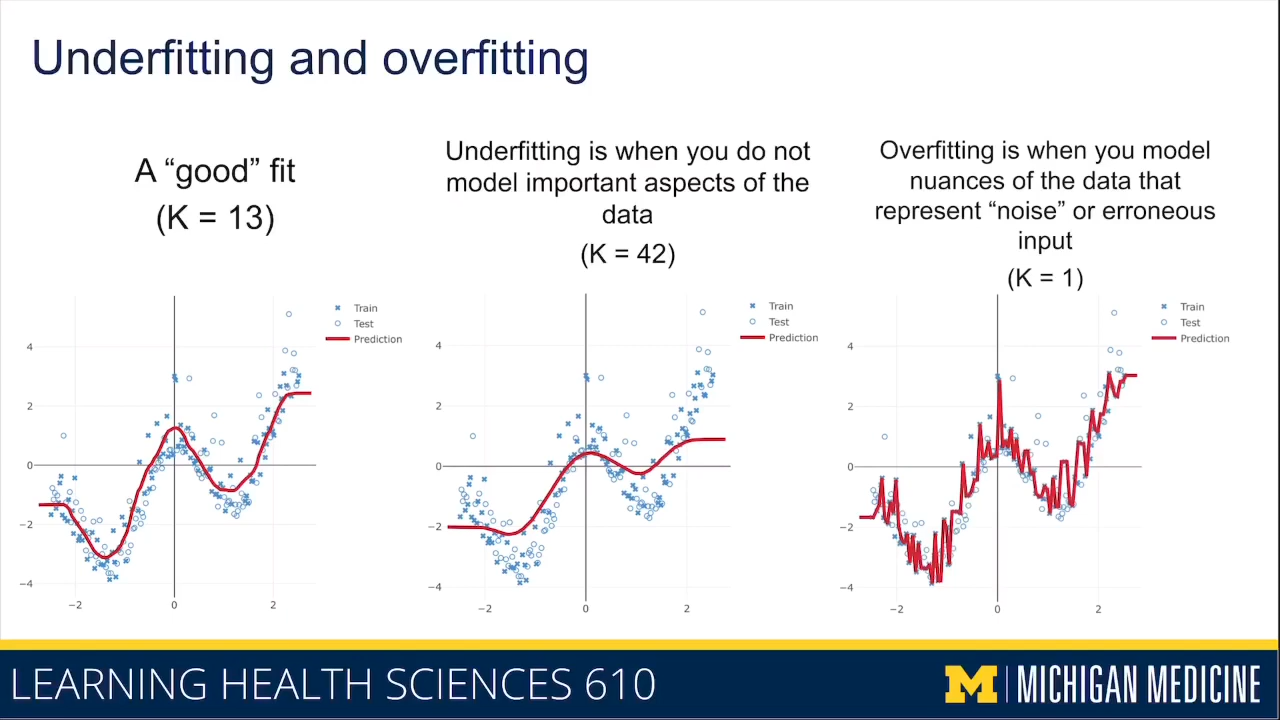 Underfitting and overfitting
A “good” fit
(K = 13)
Underfitting is when you do not
model important aspects of the
data
(K = 42)
Overfitting is when you model
nuances of the data that
represent “noise” or erroneous
input
(K = 1)
Train
Test
Prediction
4
2
0
−2
−4
−2
0
2
Train
Test
Prediction
4
2
0
−2
−4
−2
0
2
Train
Test
Prediction
4
2
0
−2
−4
−2
0
2
LEARNING HEALTH SCIENCES 610
M | MICHIGAN MEDICINE